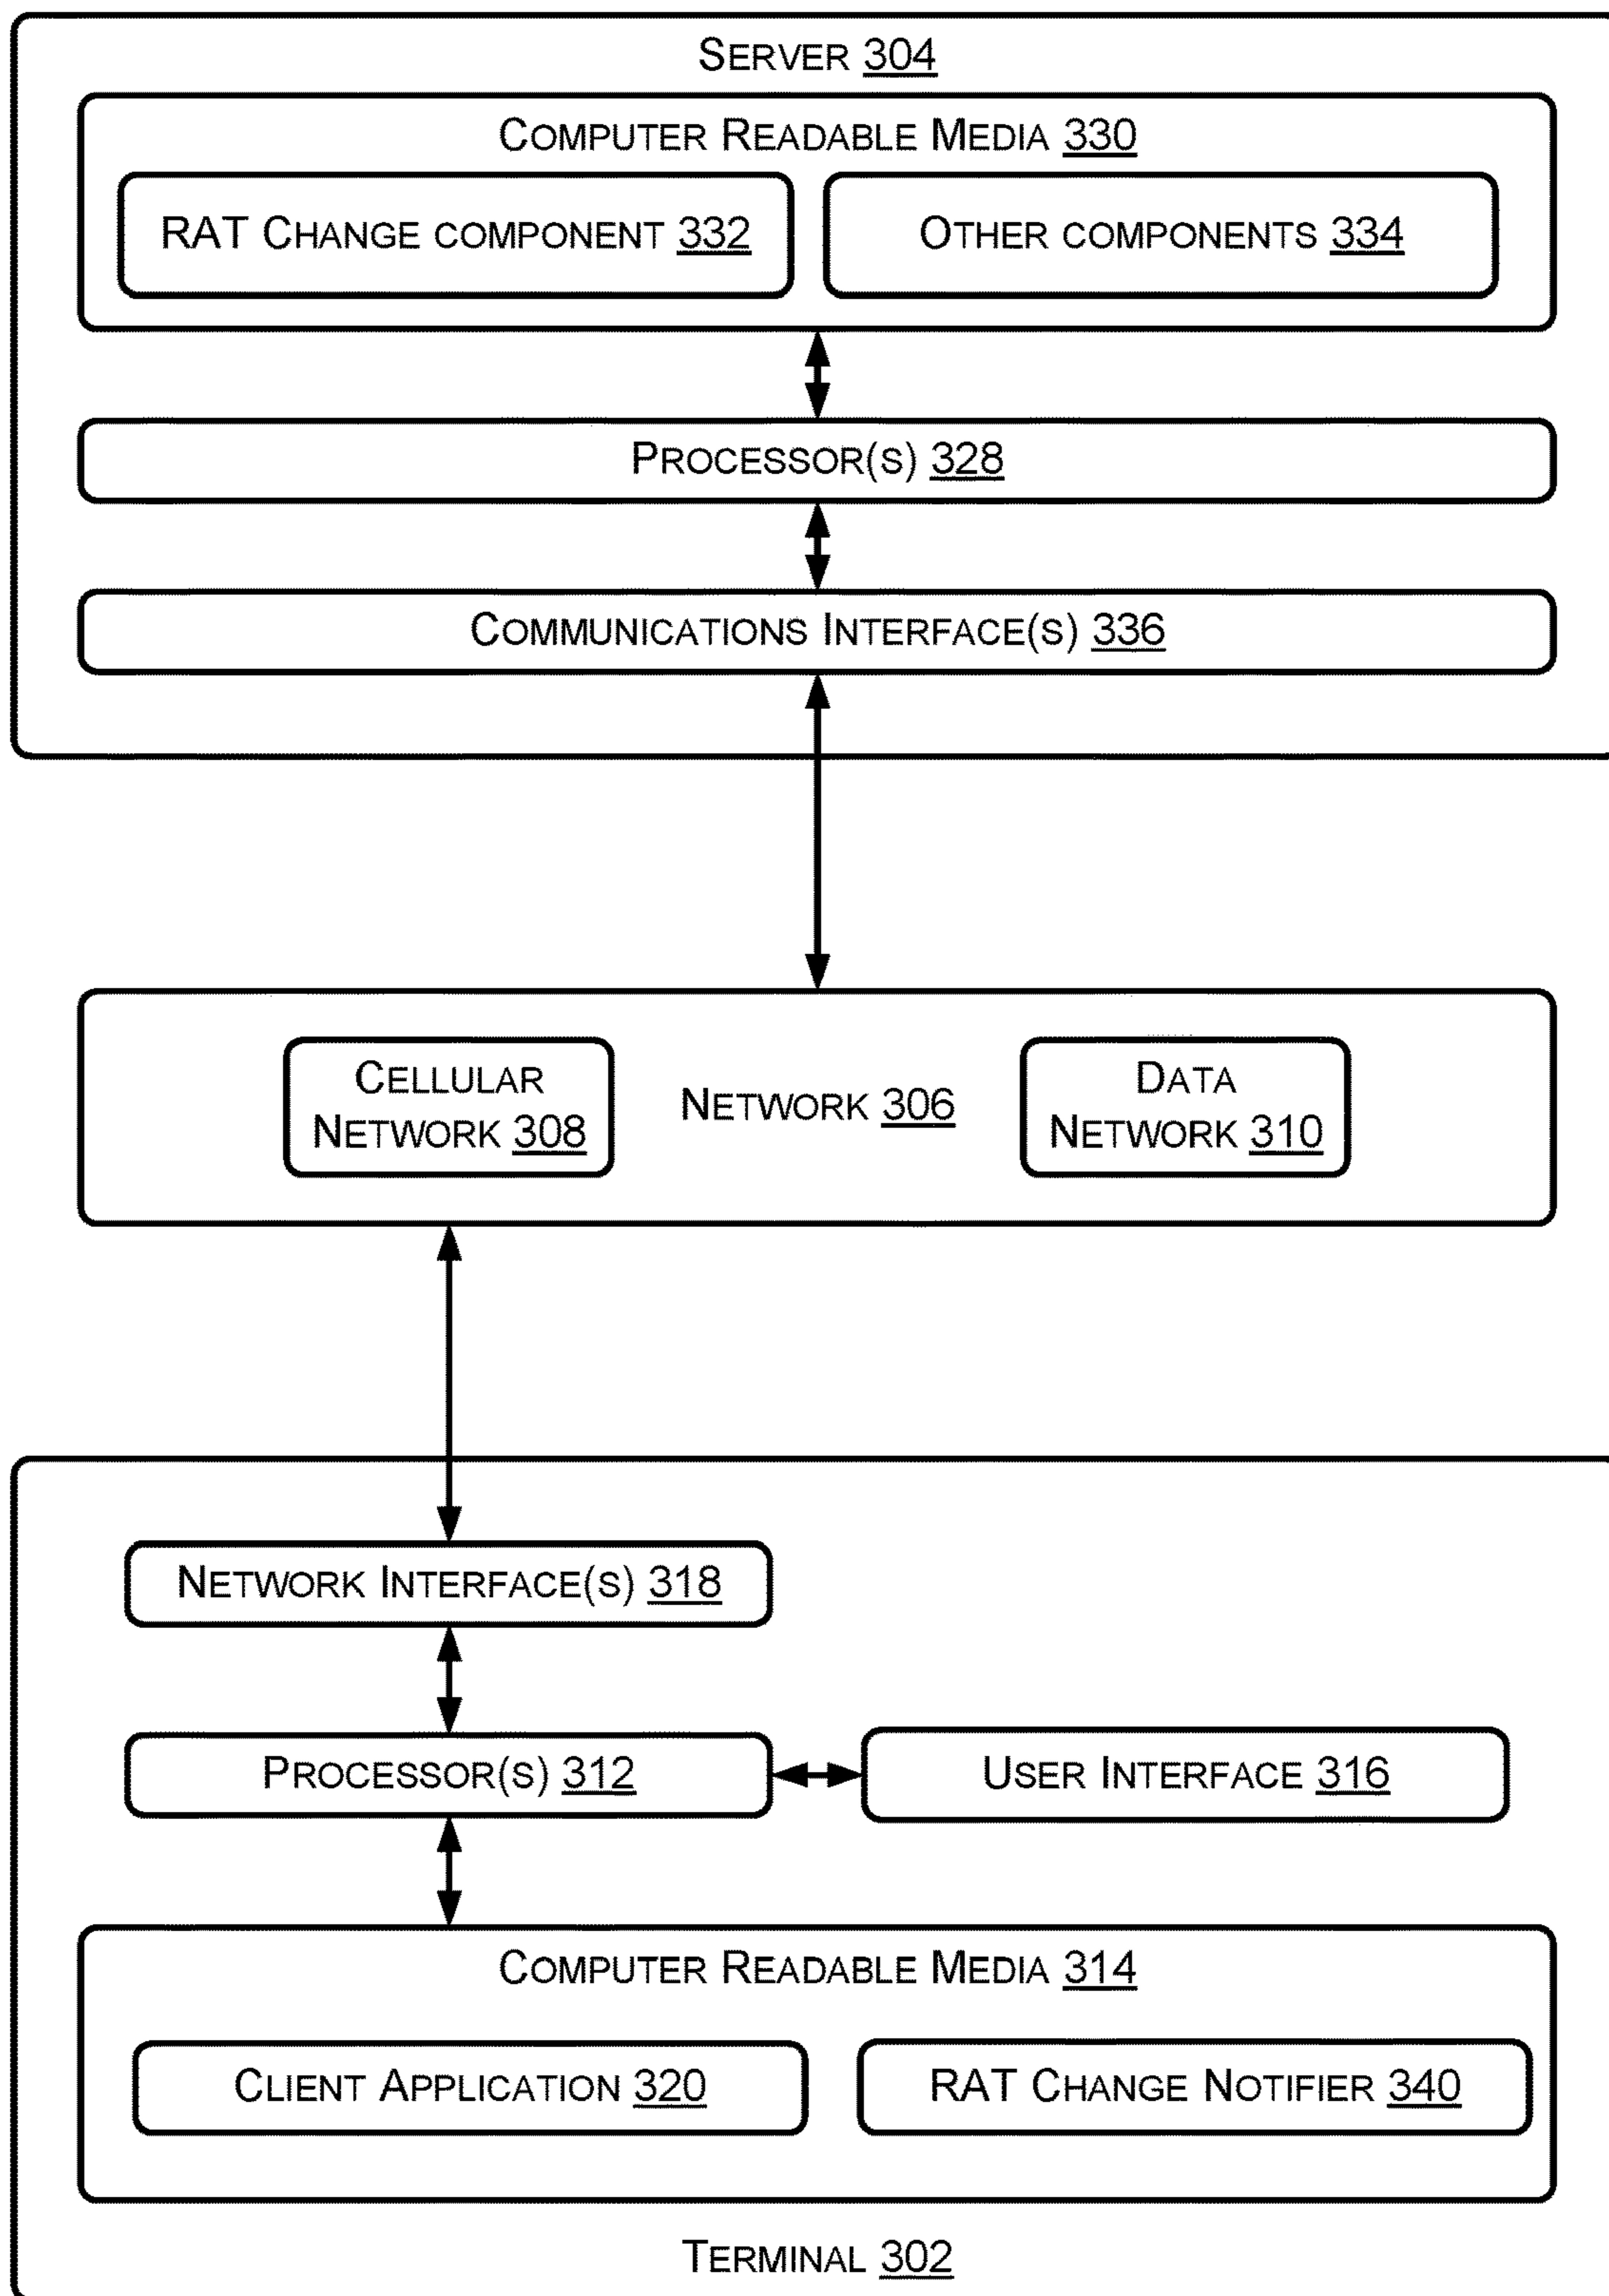 SERVER 304
COMPUTER READABLE MEDIA 330
RAT CHANGE COMPONENT 332
OTHER COMPONENTS 334
PROCESSOR(S) 328
COMMUNICATIONS INTERFACE(S) 336
CELLULAR
NETWORK 308
NETWORK 306
DATA
NETWORK 310
NETWORK INTERFACE(S) 318
PROCESSOR(S) 312
USER INTERFACE 316
COMPUTER READABLE MEDIA 314
CLIENT APPLICATION 320
RAT CHANGE NOTIFIER 340
TERMINAL 302